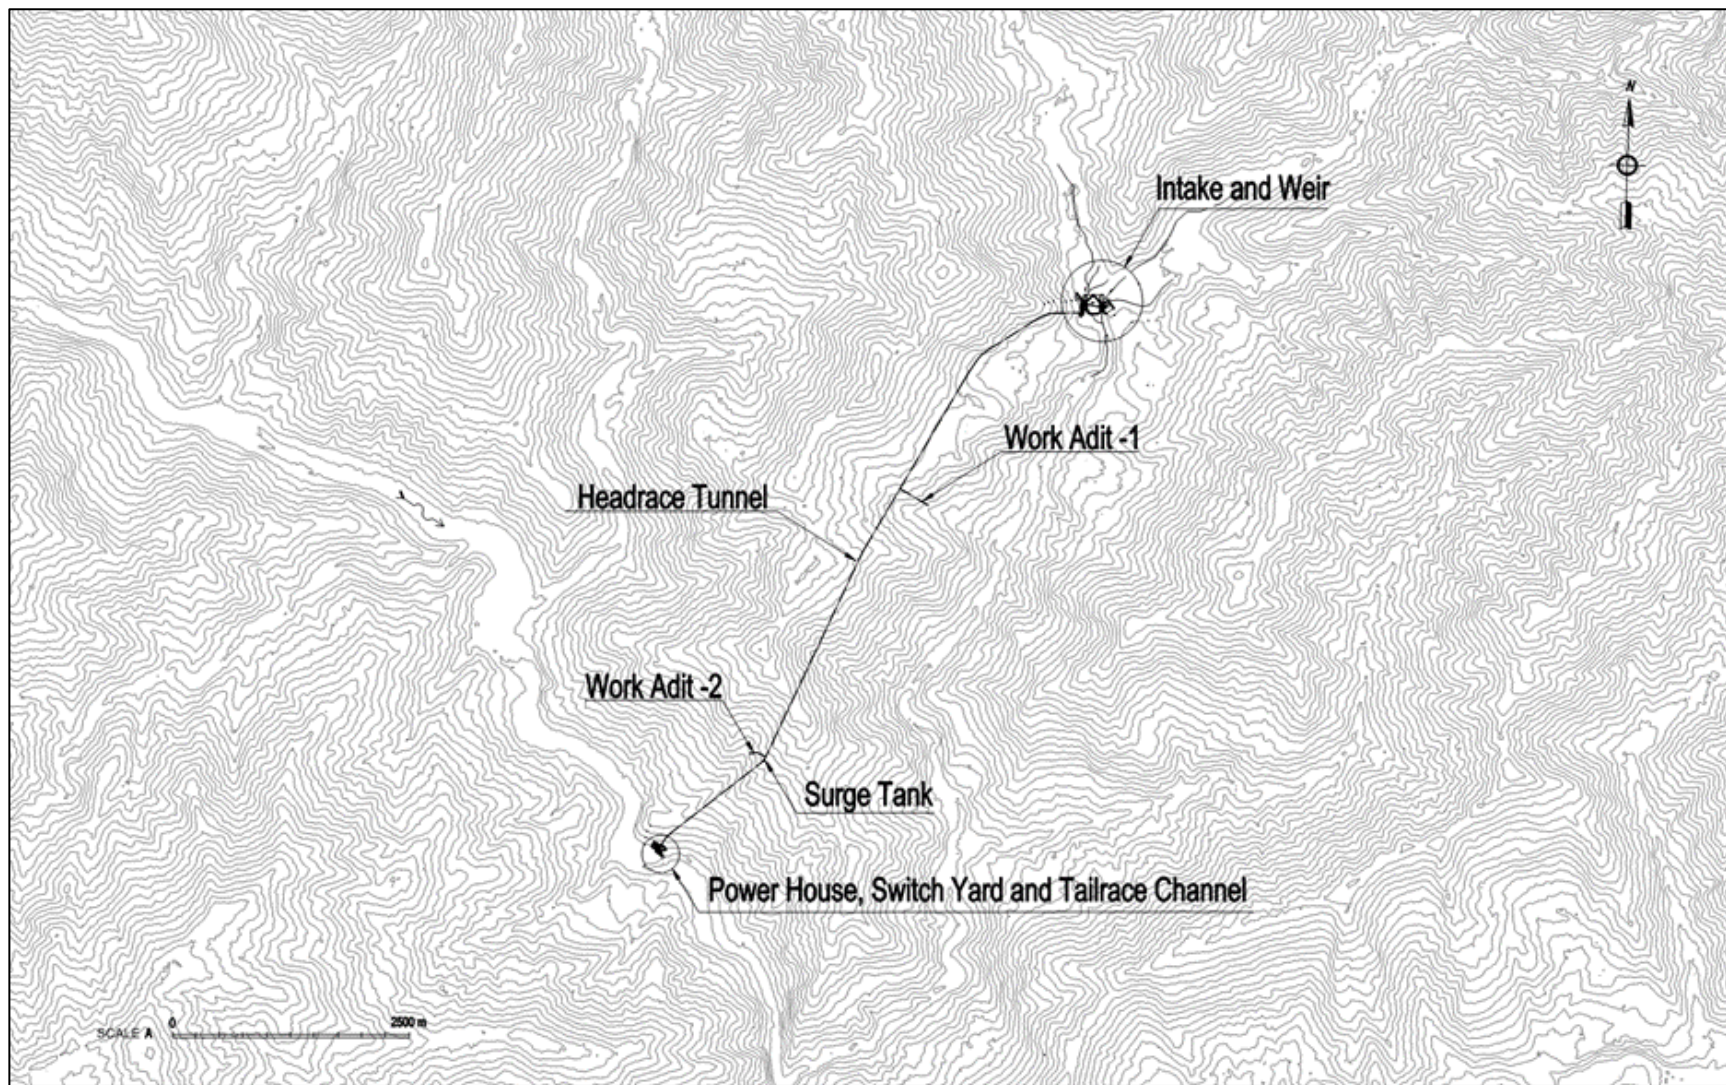 N
Intake and Weir
Work Adit -1
Headrace Tunnel
Work Adit -2
Surge Tank
Power House, Switch Yard and Tailrace Channel
SCALE A 0 2500 m